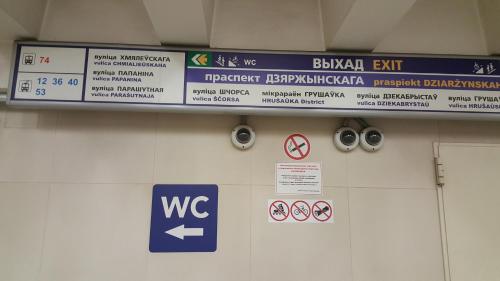 74
12 36 40
53
вуліца ХМЯЛЕЎСКАГА
vulica CHMIALEŬSKAHA
вуліца ПАПАНІНА
vulica PAPANINA
вуліца ПАРАШУТНАЯ
vulica PARAŠUTNAJA
WC
ВЫХАД EXIT
праспект ДЗЯРЖЫНСКАГА praspiekt DZIARŽYNSKAH
вуліца ШЧОРСА
vulica ŠČORSA
мікрараён ГРУШАЎКА
HRUŠAŬKA District
вуліца ДЗЕКАБРЫСТАЎ
vulica DZIEKABRYSTAŬ
вуліца ГРУША
vulica HRUŠA
WC